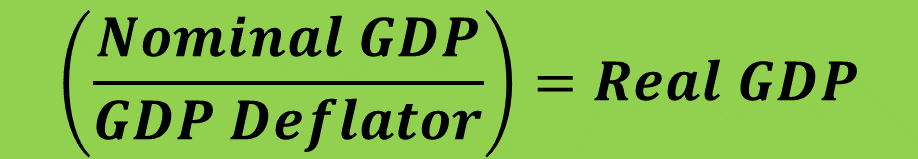 (Nominal GDP / GDP Deflator) = Real GDP